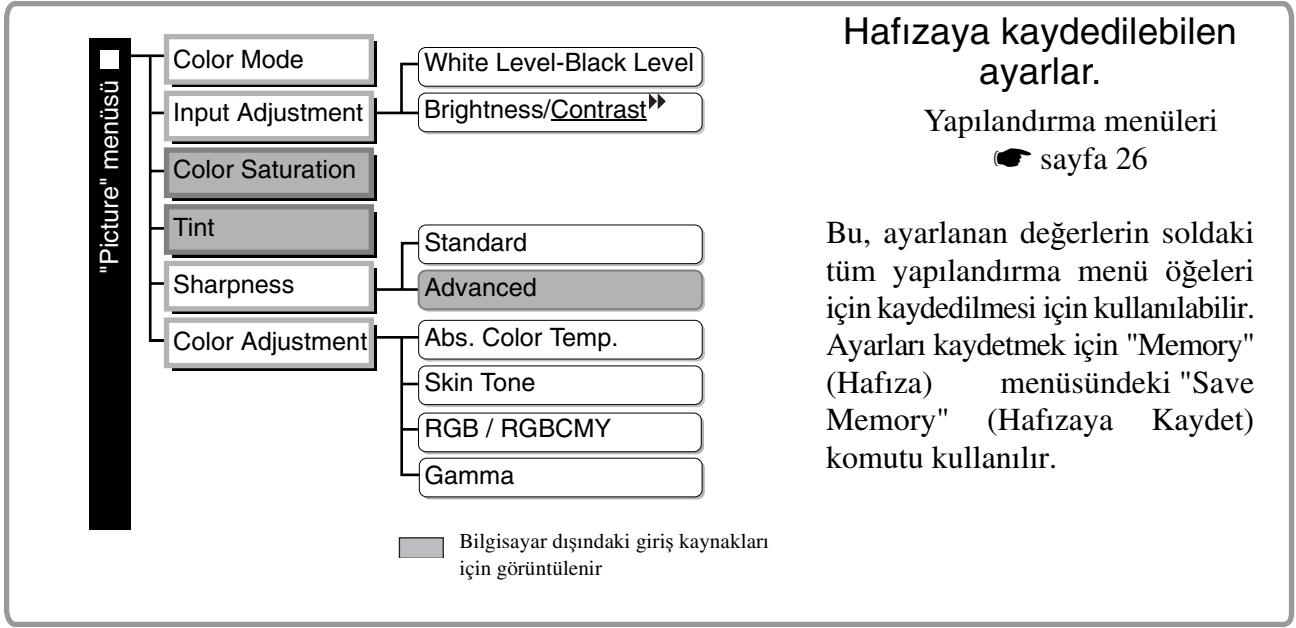 "Picture" menüsü
Color Mode
Input Adjustment
Color Saturation
Tint
Sharpness
Color Adjustment
White Level-Black Level
Brightness/Contrast
Standard
Advanced
Abs. Color Temp.
Skin Tone
RGB / RGBCMY
Gamma
Bilgisayar dışındaki giriş kaynakları
için görüntülenir
Hafızaya kaydedilebilen
ayarlar.
Yapılandırma menüleri
☛ sayfa 26
Bu, ayarlanan değerlerin soldaki
tüm yapılandırma menü öğeleri
için kaydedilmesi için kullanılabilir.
Ayarları kaydetmek için "Memory"
(Hafıza) menüsündeki "Save
Memory" (Hafızaya Kaydet)
komutu kullanılır.